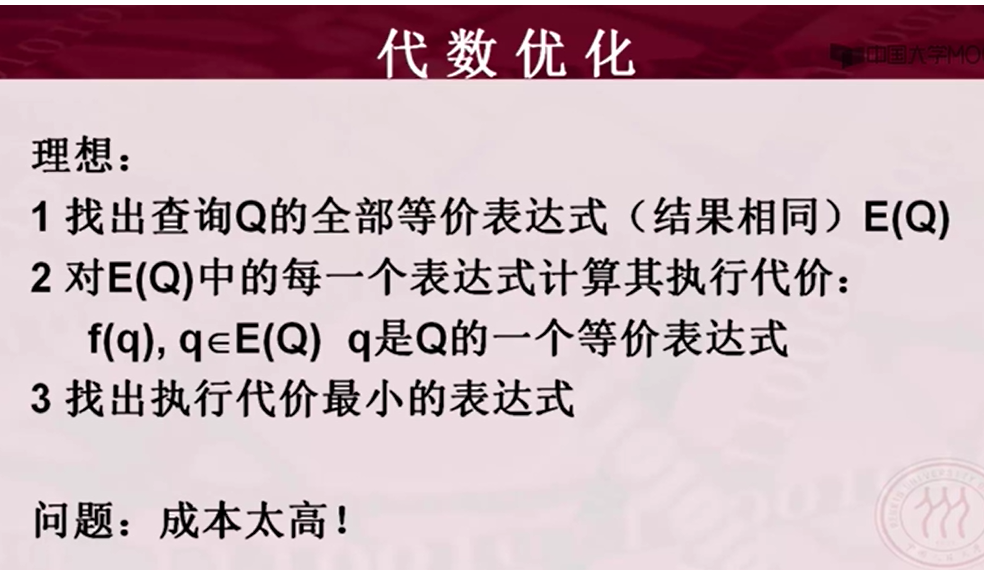 代数优化
中国大学MO
理想：
1 找出查询Q的全部等价表达式（结果相同）E(Q)
2 对E(Q)中的每一个表达式计算其执行代价：
f(q), q∈E(Q) q是Q的一个等价表达式
3 找出执行代价最小的表达式
问题：成本太高！